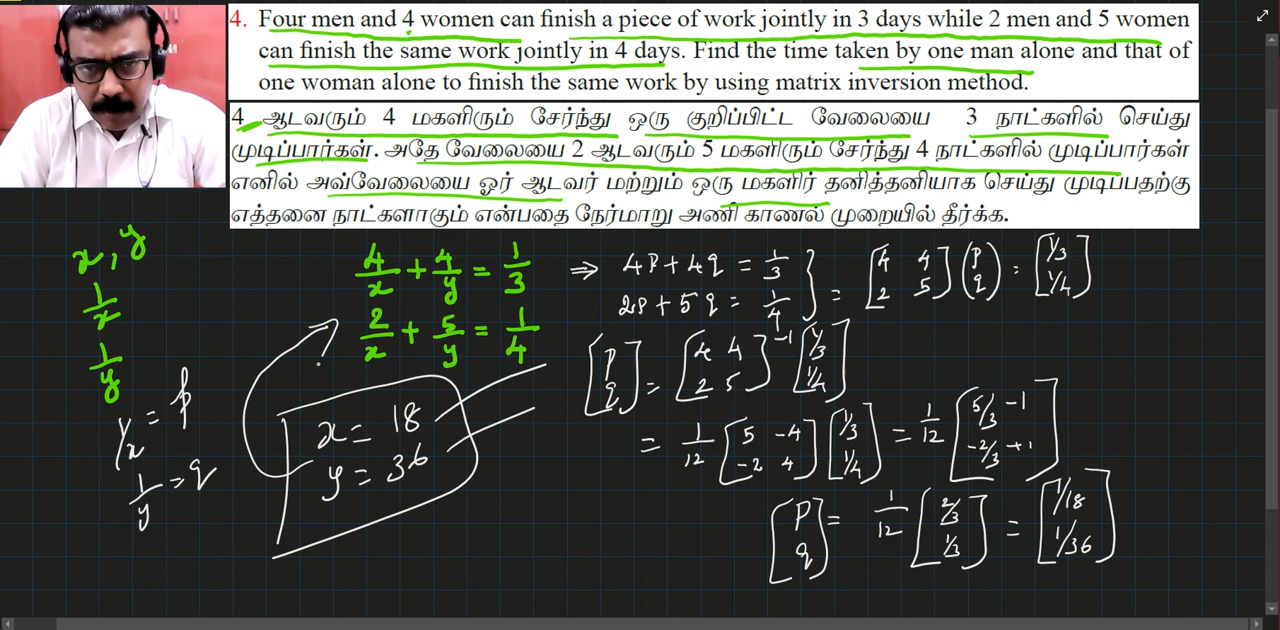 4. Four men and 4 women can finish a piece of work jointly in 3 days while 2 men and 5 women
can finish the same work jointly in 4 days. Find the time taken by one man alone and that of
one woman alone to finish the same work by using matrix inversion method.
4 ஆடவரும் 4 மகளிரும் சேர்ந்து ஒரு குறிப்பிட்ட வேலையை 3 நாட்களில் செய்து
முடிப்பார்கள். அதே வேலையை 2 ஆடவரும் 5 மகளிரும் சேர்ந்து 4 நாட்களில் முடிப்பார்கள்
எனில் அவ்வேலையை ஓர் ஆடவர் மற்றும் ஒரு மகளிர் தனித்தனியாக செய்து முடிப்பதற்கு
எத்தனை நாட்களாகும் என்பதை நேர்மாறு அணி காணல் முறையில் தீர்க்க.
x, y
1/x
1/y
1/x = p
1/y = q
4/x + 4/y = 1/3
2/x + 5/y = 1/4
x = 18
y = 36
⇒ 4p + 4q = 1/3
2p + 5q = 1/4 } = [4 4; 2 5] (p; q) = [1/3; 1/4]
[p; q] = [4 4; 2 5]⁻¹ [1/3; 1/4]
= 1/12 [5 -4; -2 4] [1/3; 1/4] = 1/12 [5/3 -1; -2/3 +1]
[p; q] = 1/12 [2/3; 1/3] = [1/18; 1/36]